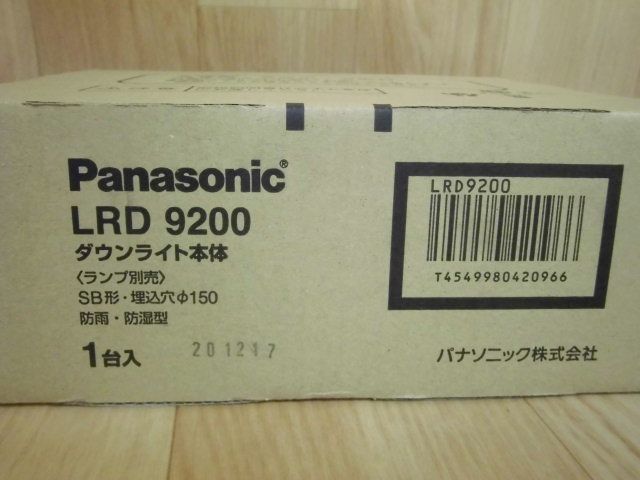 Panasonic®
LRD 9200
ダウンライト本体
〈ランプ別売〉
SB形・埋込穴Φ150
防雨・防湿型
1台入
201217
LRD9200
T4549980420966
パナソニック株式会社